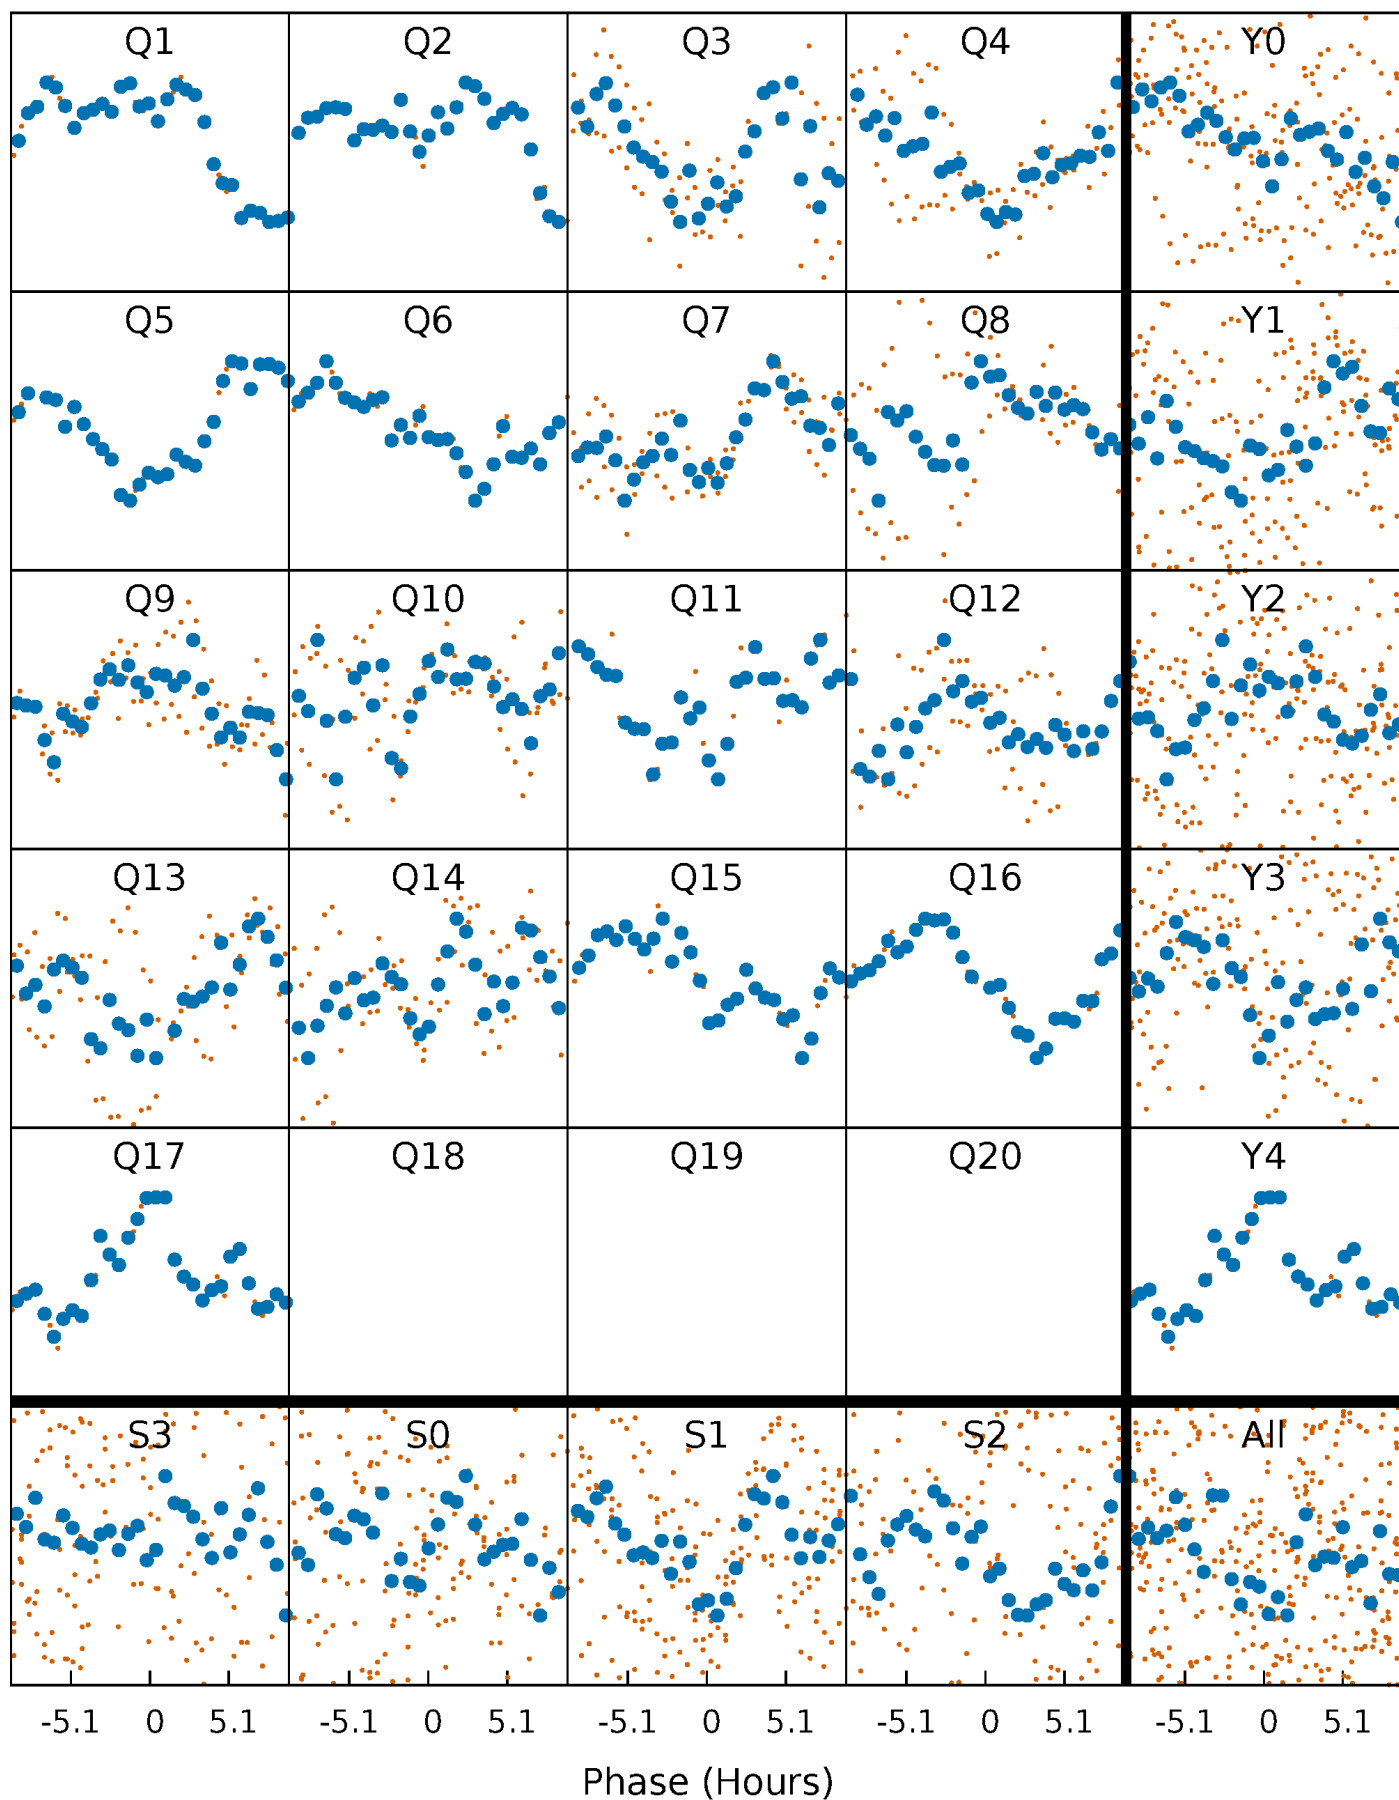 Q1 Q2 Q3 Q4 Y0
Q5 Q6 Q7 Q8 Y1
Q9 Q10 Q11 Q12 Y2
Q13 Q14 Q15 Q16 Y3
Q17 Q18 Q19 Q20 Y4
S3 S0 S1 S2 All
-5.1 0 5.1 -5.1 0 5.1 -5.1 0 5.1 -5.1 0 5.1 -5.1 0 5.1
Phase (Hours)